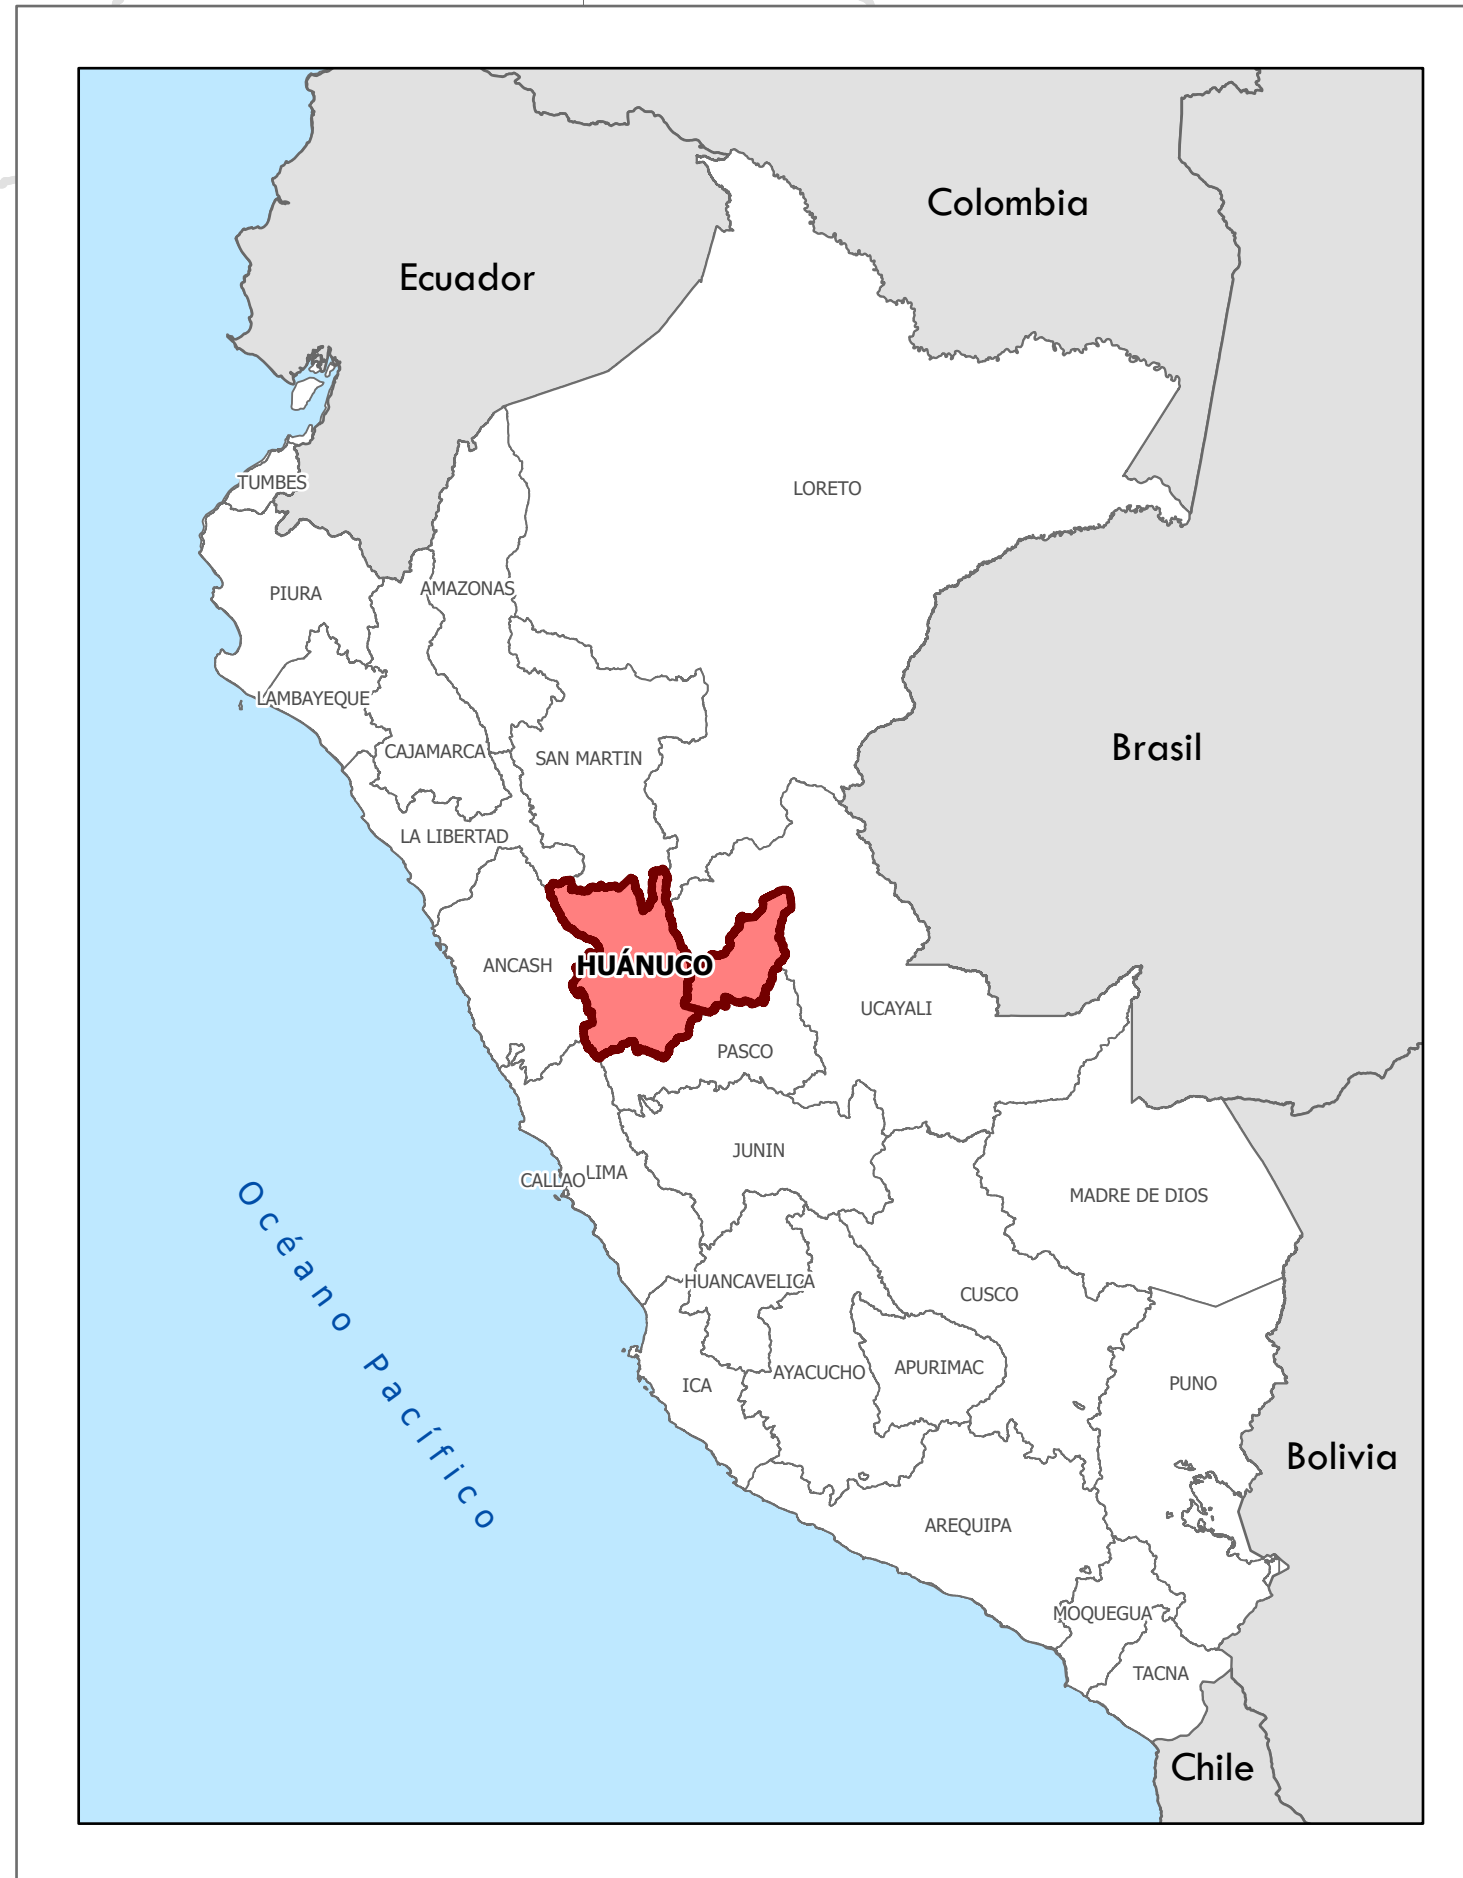 Colombia
Ecuador
TUMBES
LORETO
PIURA
AMAZONAS
LAMBAYEQUE
CAJAMARCA
SAN MARTIN
Brasil
LA LIBERTAD
ANCASH
HUÁNUCO
UCAYALI
PASCO
JUNIN
CALLAO
LIMA
MADRE DE DIOS
HUANCAVELICA
CUSCO
Océano Pacífico
ICA
AYACUCHO
APURIMAC
PUNO
Bolivia
AREQUIPA
MOQUEGUA
TACNA
Chile